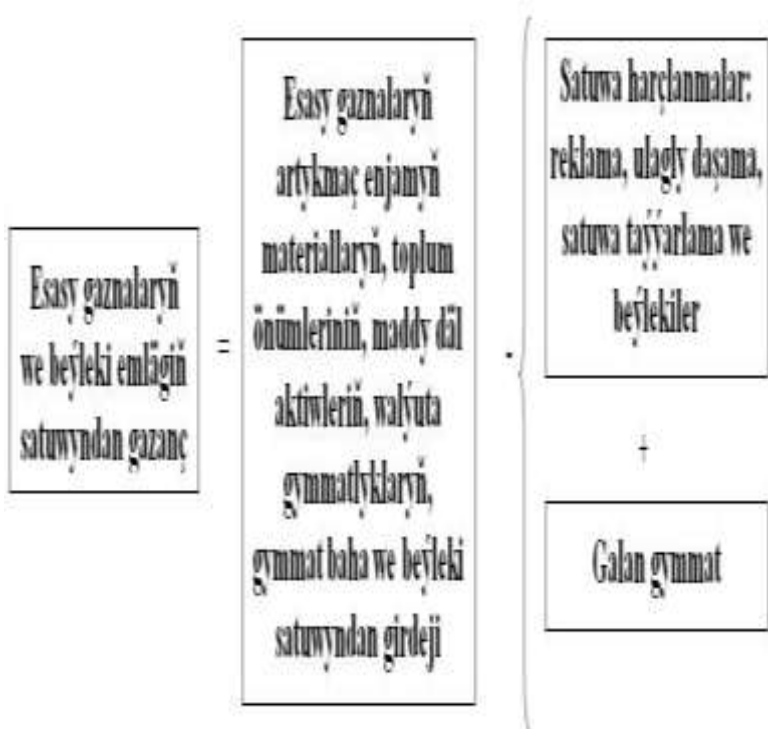 Esasy gaznalaryň
we beýleki emlägiň
satuwyndan gazanç
=
Esasy gaznalaryň
artykmaç enjamyň
materiallaryň, toplum
önümleriniň, maddy däl
aktiwleriň, walýuta
gymmatlyklaryň,
gymmat baha we beýleki
satuwyndan girdeji
-
Satuwa harçlanmalar:
reklama, ulagly daşama,
satuwa taýýarlama we
beýlekiler
+
Galan gymmat